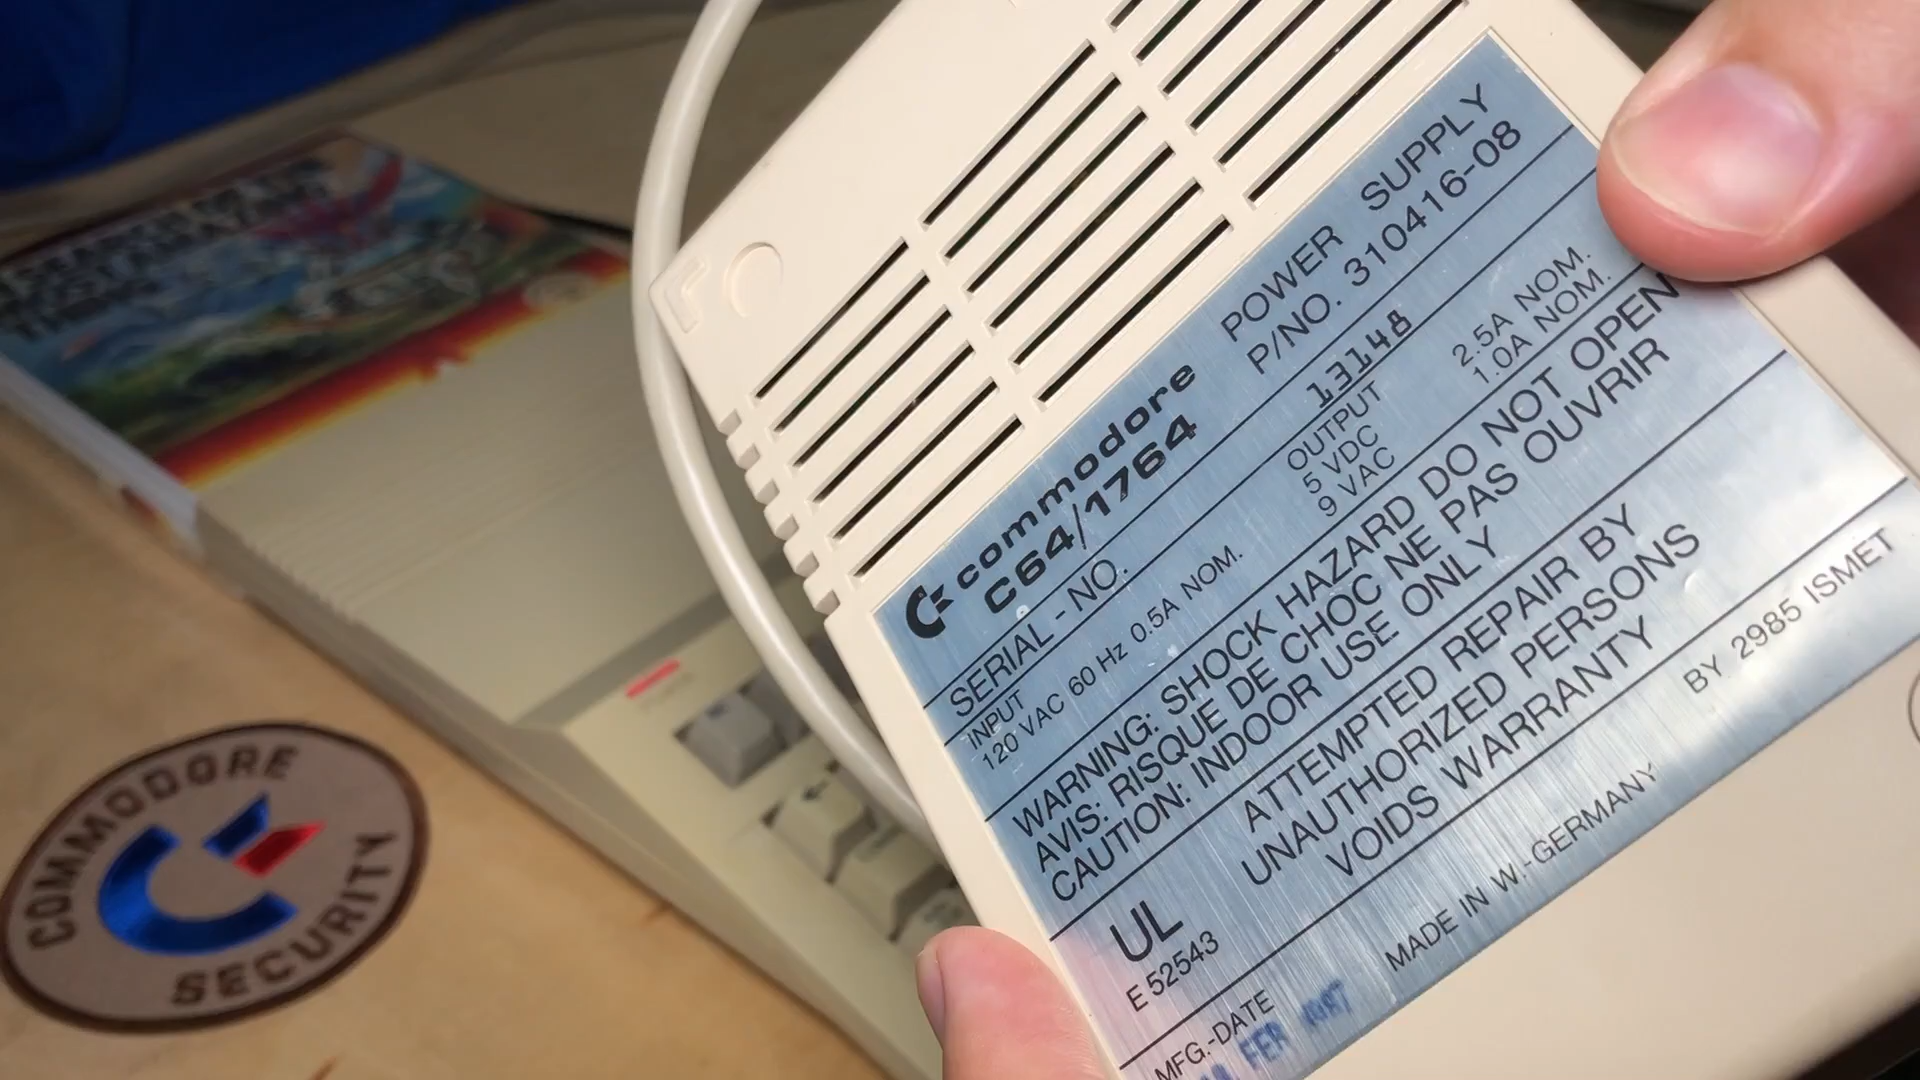 commodore POWER SUPPLY
C64/1764 P/NO. 310416-08
SERIAL - NO. 13148
INPUT OUTPUT
120 VAC 60 Hz 0.5A NOM. 5 VDC 2.5A NOM.
9 VAC 1.0A NOM.
WARNING: SHOCK HAZARD DO NOT OPEN
AVIS: RISQUE DE CHOC NE PAS OUVRIR
CAUTION: INDOOR USE ONLY
ATTEMPTED REPAIR BY
UNAUTHORIZED PERSONS
VOIDS WARRANTY
UL
E 52543
MADE IN W.-GERMANY BY 2985 ISMET
MFG.-DATE
FEB 1987
COMMODORE
SECURITY